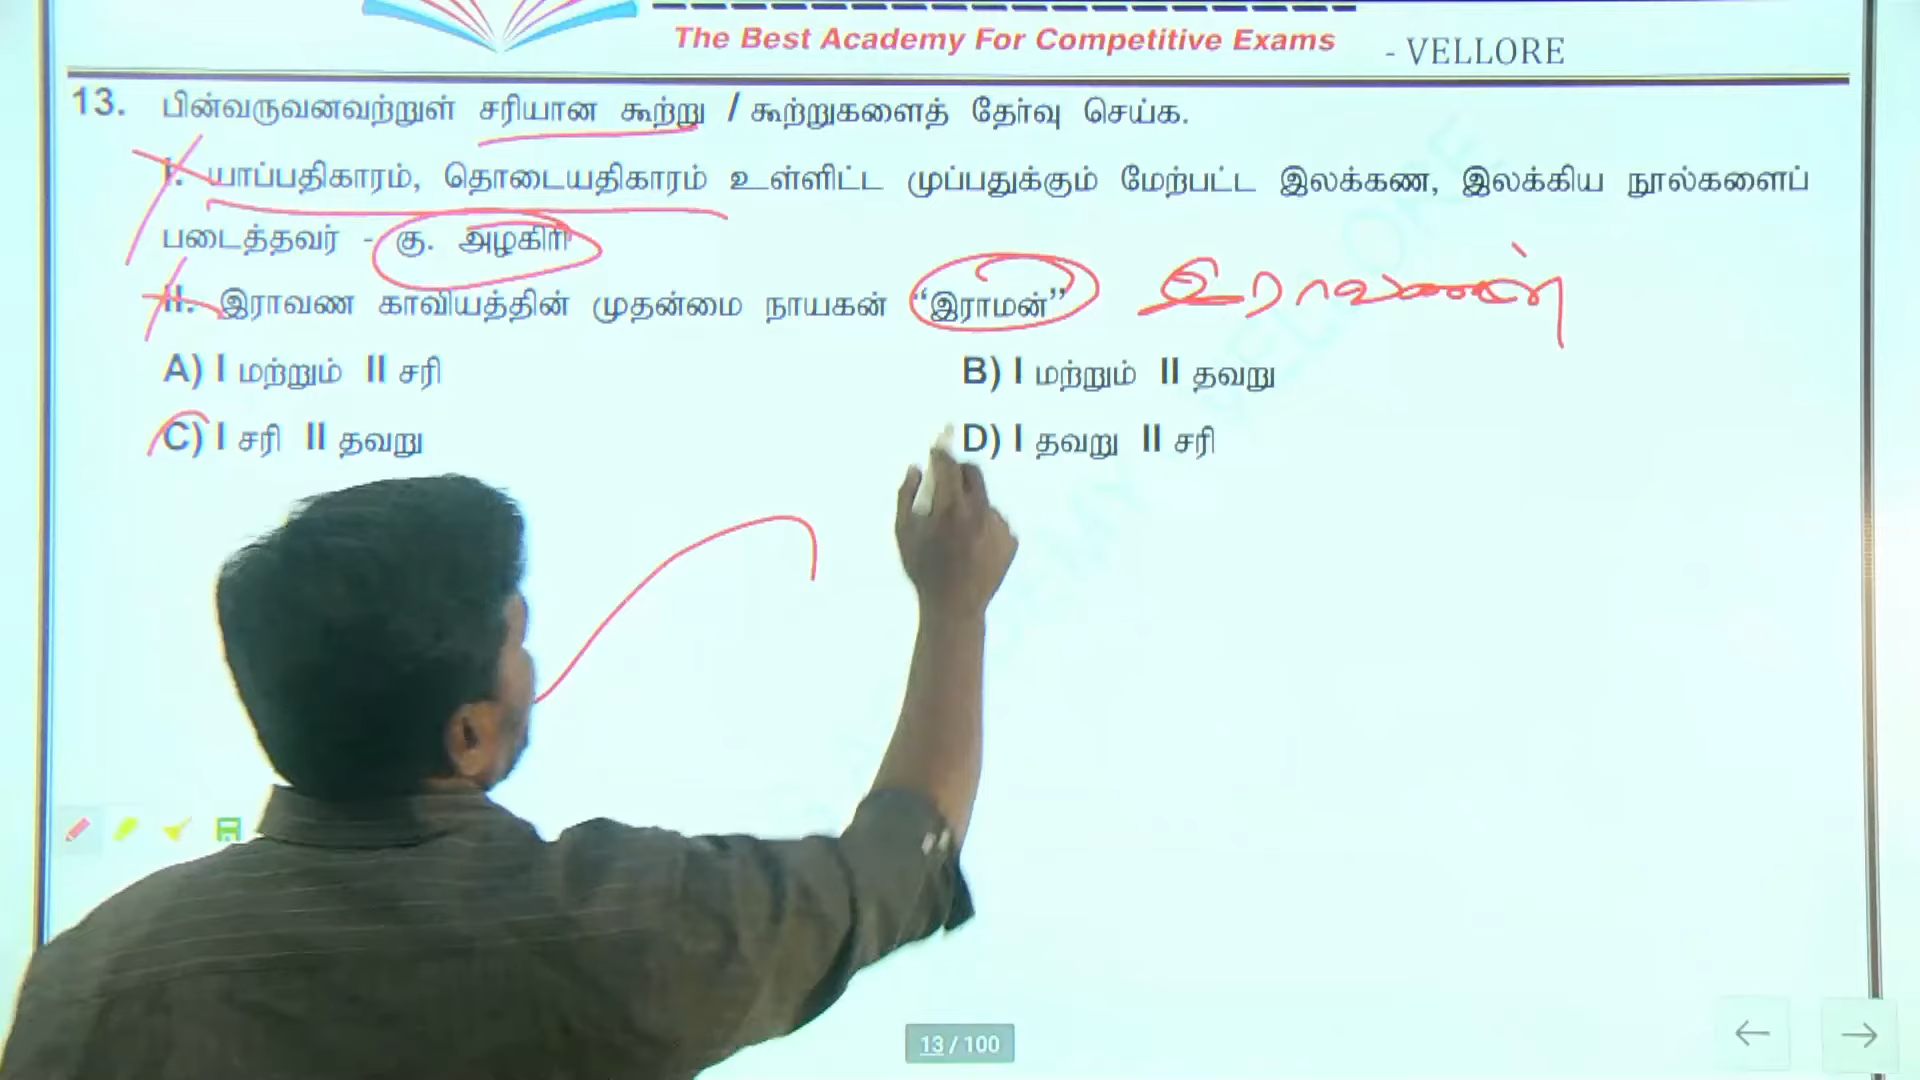 The Best Academy For Competitive Exams - VELLORE
13. பின்வருவனவற்றுள் சரியான கூற்று / கூற்றுகளைத் தேர்வு செய்க.
I. யாப்பதிகாரம், தொடையதிகாரம் உள்ளிட்ட முப்பதுக்கும் மேற்பட்ட இலக்கண, இலக்கிய நூல்களைப்
படைத்தவர் - கு. அழகிரி
II. இராவண காவியத்தின் முதன்மை நாயகன் “இராமன்” இராவணன்
A) I மற்றும் II சரி B) I மற்றும் II தவறு
C) I சரி II தவறு D) I தவறு II சரி
13 / 100